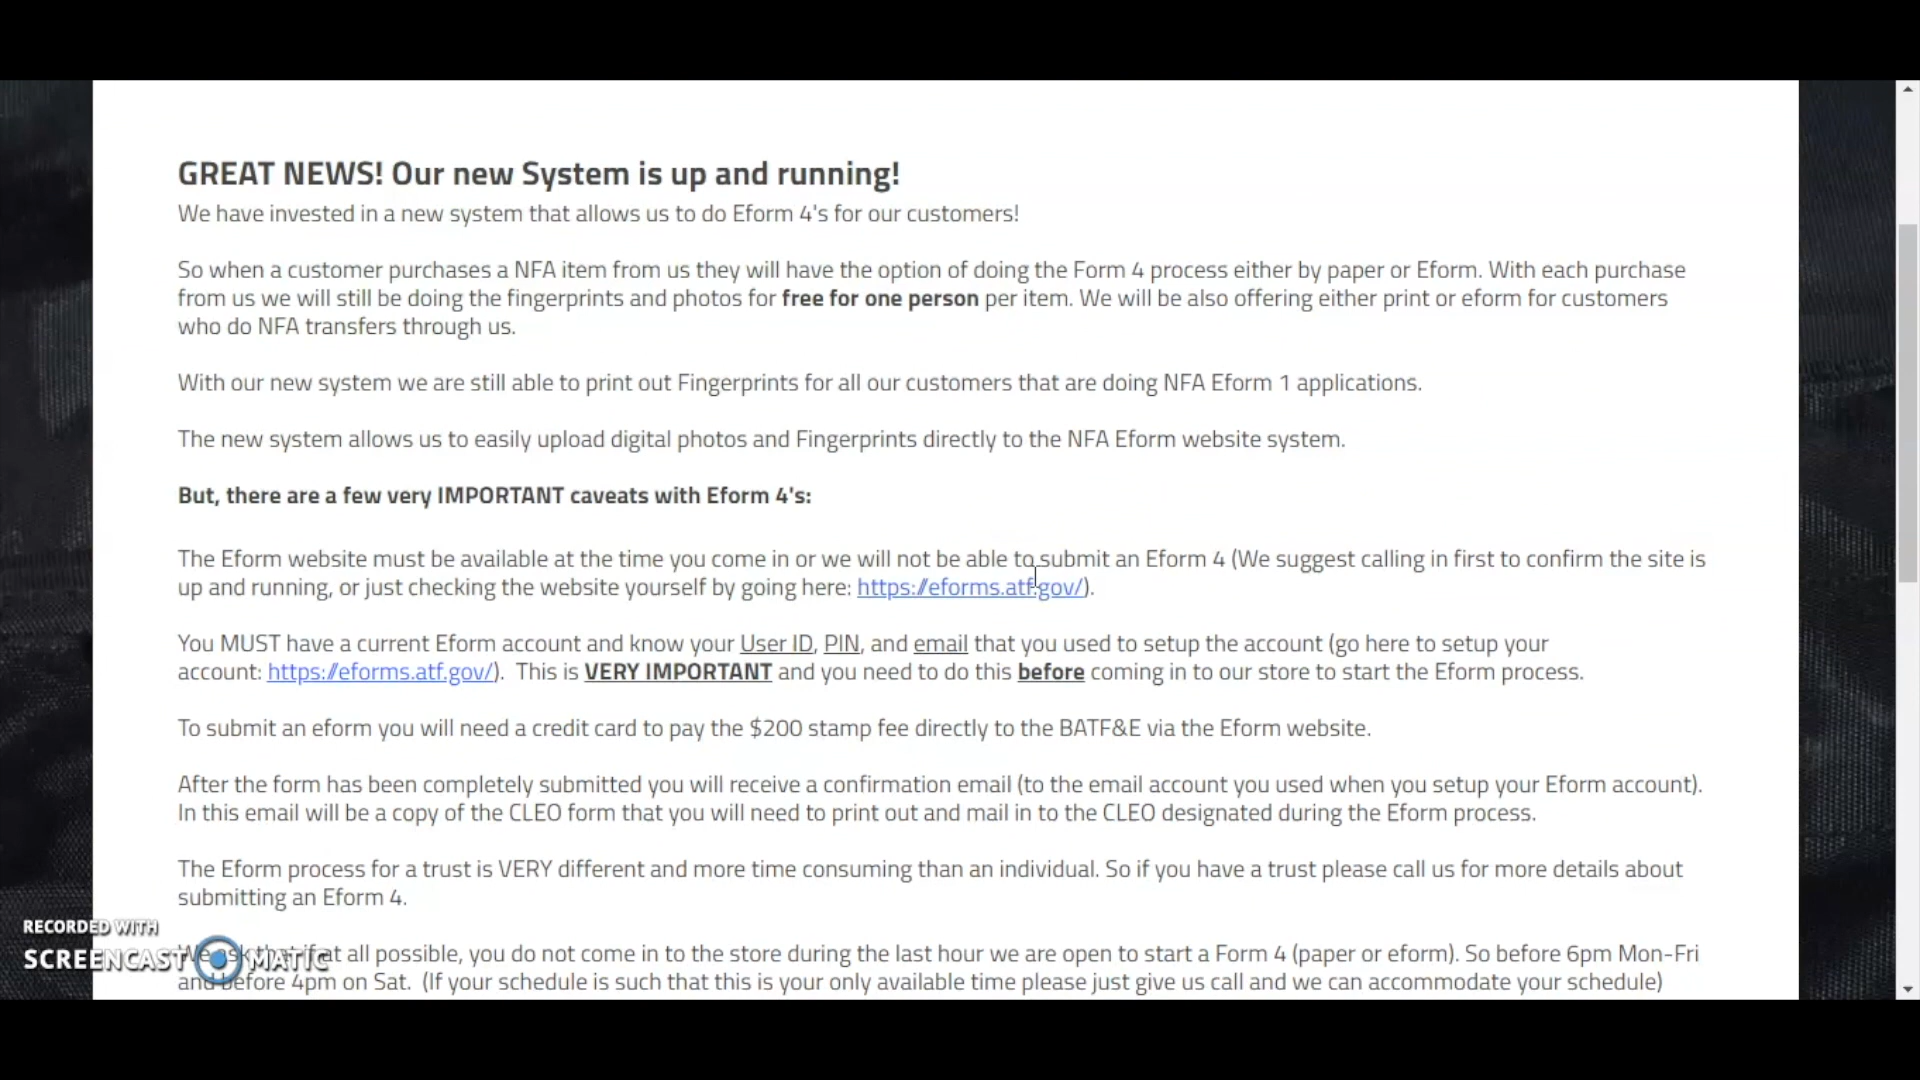 GREAT NEWS! Our new System is up and running!
We have invested in a new system that allows us to do Eform 4's for our customers!
So when a customer purchases a NFA item from us they will have the option of doing the Form 4 process either by paper or Eform. With each purchase
from us we will still be doing the fingerprints and photos for free for one person per item. We will be also offering either print or eform for customers
who do NFA transfers through us.
With our new system we are still able to print out Fingerprints for all our customers that are doing NFA Eform 1 applications.
The new system allows us to easily upload digital photos and Fingerprints directly to the NFA Eform website system.
But, there are a few very IMPORTANT caveats with Eform 4's:
The Eform website must be available at the time you come in or we will not be able to submit an Eform 4 (We suggest calling in first to confirm the site is
up and running, or just checking the website yourself by going here: https://eforms.atf.gov/).
You MUST have a current Eform account and know your User ID, PIN, and email that you used to setup the account (go here to setup your
account: https://eforms.atf.gov/).  This is VERY IMPORTANT and you need to do this before coming in to our store to start the Eform process.
To submit an eform you will need a credit card to pay the $200 stamp fee directly to the BATF&E via the Eform website.
After the form has been completely submitted you will receive a confirmation email (to the email account you used when you setup your Eform account).
In this email will be a copy of the CLEO form that you will need to print out and mail in to the CLEO designated during the Eform process.
The Eform process for a trust is VERY different and more time consuming than an individual. So if you have a trust please call us for more details about
submitting an Eform 4.
We ask that if at all possible, you do not come in to the store during the last hour we are open to start a Form 4 (paper or eform). So before 6pm Mon-Fri
and before 4pm on Sat.  (If your schedule is such that this is your only available time please just give us call and we can accommodate your schedule)
RECORDED WITH
SCREENCAST MATIC